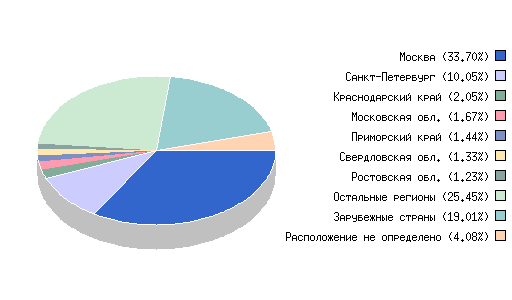 Москва (33.70%)
Санкт-Петербург (10.05%)
Краснодарский край (2.05%)
Московская обл. (1.67%)
Приморский край (1.44%)
Свердловская обл. (1.33%)
Ростовская обл. (1.23%)
Остальные регионы (25.45%)
Зарубежные страны (19.01%)
Расположение не определено (4.08%)